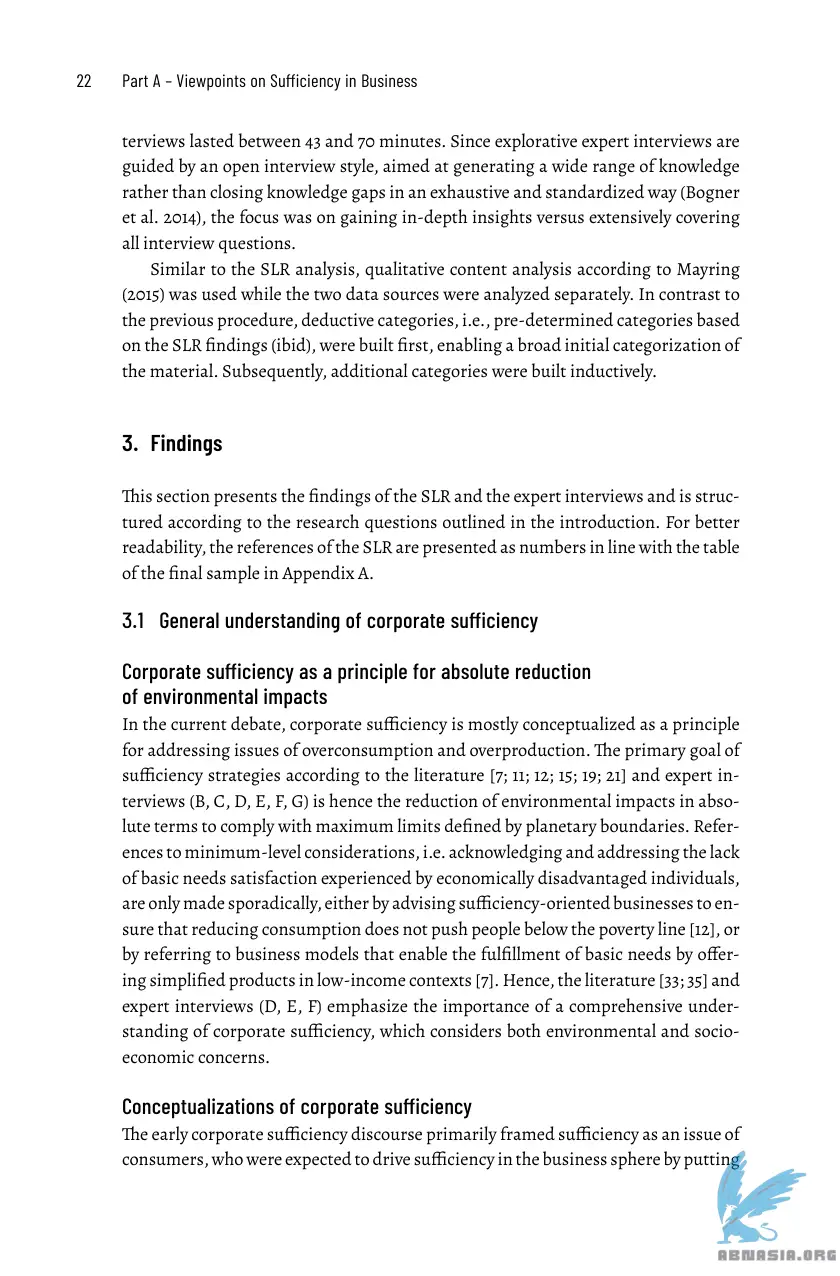 22 Part A – Viewpoints on Sufficiency in Business
terviews lasted between 43 and 70 minutes. Since explorative expert interviews are
guided by an open interview style, aimed at generating a wide range of knowledge
rather than closing knowledge gaps in an exhaustive and standardized way (Bogner
et al. 2014), the focus was on gaining in-depth insights versus extensively covering
all interview questions.
Similar to the SLR analysis, qualitative content analysis according to Mayring
(2015) was used while the two data sources were analyzed separately. In contrast to
the previous procedure, deductive categories, i.e., pre-determined categories based
on the SLR findings (ibid), were built first, enabling a broad initial categorization of
the material. Subsequently, additional categories were built inductively.
3. Findings
This section presents the findings of the SLR and the expert interviews and is struc-
tured according to the research questions outlined in the introduction. For better
readability, the references of the SLR are presented as numbers in line with the table
of the final sample in Appendix A.
3.1 General understanding of corporate sufficiency
Corporate sufficiency as a principle for absolute reduction
of environmental impacts
In the current debate, corporate sufficiency is mostly conceptualized as a principle
for addressing issues of overconsumption and overproduction. The primary goal of
sufficiency strategies according to the literature [7; 11; 12; 15; 19; 21] and expert in-
terviews (B, C, D, E, F, G) is hence the reduction of environmental impacts in abso-
lute terms to comply with maximum limits defined by planetary boundaries. Refer-
ences to minimum-level considerations, i.e. acknowledging and addressing the lack
of basic needs satisfaction experienced by economically disadvantaged individuals,
are only made sporadically, either by advising sufficiency-oriented businesses to en-
sure that reducing consumption does not push people below the poverty line [12], or
by referring to business models that enable the fulfillment of basic needs by offer-
ing simplified products in low-income contexts [7]. Hence, the literature [33; 35] and
expert interviews (D, E, F) emphasize the importance of a comprehensive under-
standing of corporate sufficiency, which considers both environmental and socio-
economic concerns.
Conceptualizations of corporate sufficiency
The early corporate sufficiency discourse primarily framed sufficiency as an issue of
consumers, who were expected to drive sufficiency in the business sphere by putting
ABNASIA.ORG